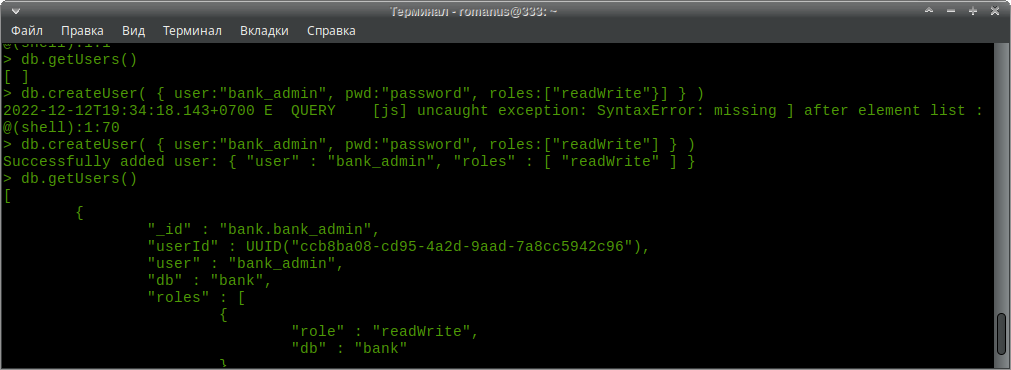 Терминал - romanus@333: ~
Файл Правка Вид Терминал Вкладки Справка
@(shell):1:1
> db.getUsers()
[ ]
> db.createUser( { user:"bank_admin", pwd:"password", roles:["readWrite"}] } )
2022-12-12T19:34:18.143+0700 E  QUERY    [js] uncaught exception: SyntaxError: missing ] after element list :
@(shell):1:70
> db.createUser( { user:"bank_admin", pwd:"password", roles:["readWrite"] } )
Successfully added user: { "user" : "bank_admin", "roles" : [ "readWrite" ] }
> db.getUsers()
[
        {
                "_id" : "bank.bank_admin",
                "userId" : UUID("ccb8ba08-cd95-4a2d-9aad-7a8cc5942c96"),
                "user" : "bank_admin",
                "db" : "bank",
                "roles" : [
                        {
                                "role" : "readWrite",
                                "db" : "bank"
                        }